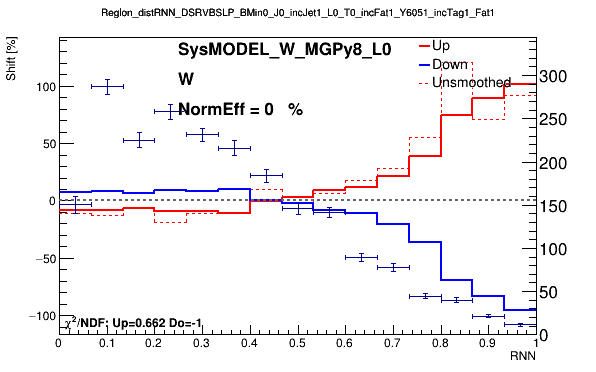 Region_distRNN_DSRVBSLP_BMin0_J0_incJet1_L0_T0_incFat1_Y6051_incTag1_Fat1
Shift [%]
SysMODEL_W_MGPy8_L0
W
NormEff = 0 %
Up
Down
Unsmoothed
100
50
0
−50
−100
300
250
200
150
100
50
0
χ²/NDF: Up=0.662 Do=-1
0 0.1 0.2 0.3 0.4 0.5 0.6 0.7 0.8 0.9 1
RNN